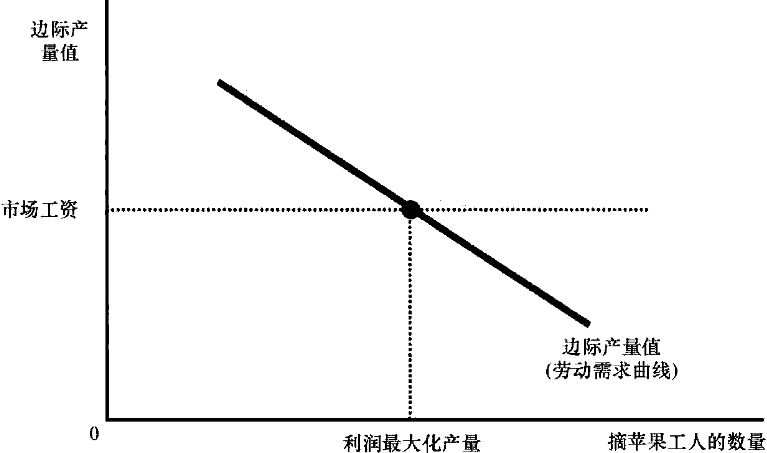 边际产
量值
市场工资
边际产量值
(劳动需求曲线)
0
利润最大化产量
摘苹果工人的数量